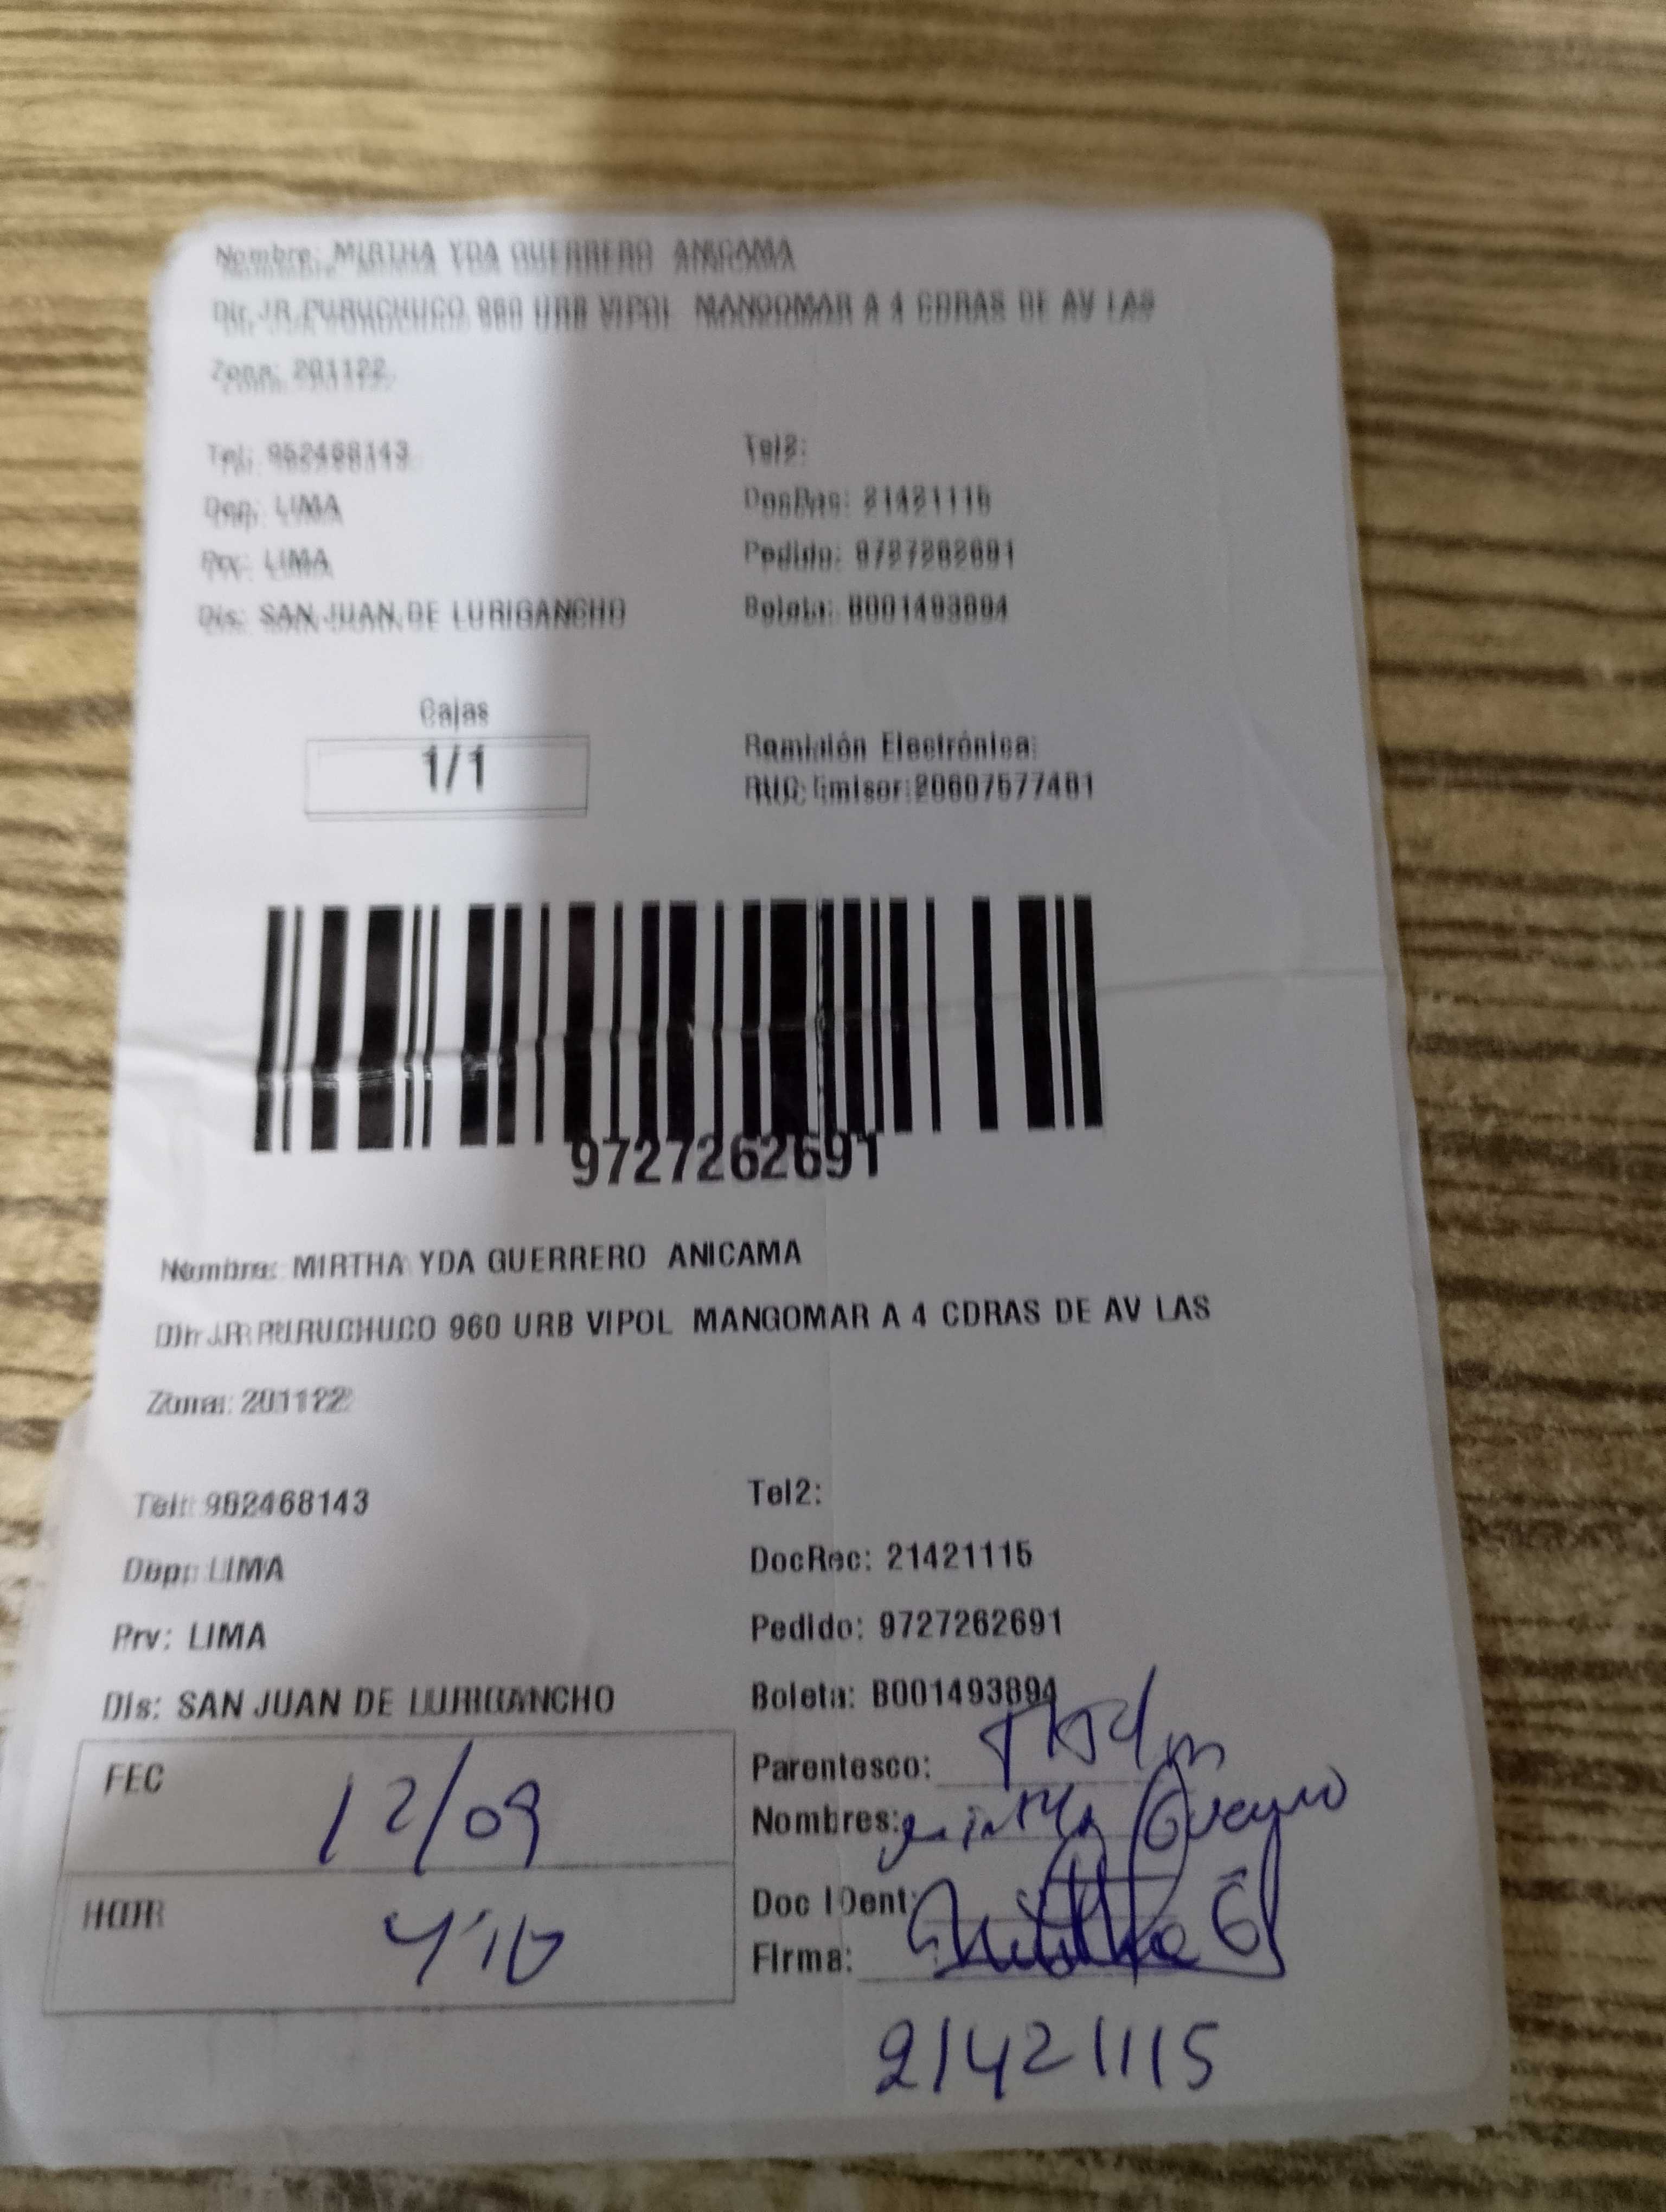 Nombre: MIRTHA YDA GUERRERO ANICAMA
Dir JR PURUCHUCO 960 URB VIPOL MANGOMAR A 4 CDRAS DE AV LAS
Zona: 201122
Tel: 952468143 Tel2:
Dep: LIMA DocRec: 21421115
Prv: LIMA Pedido: 9727262691
Dis: SAN JUAN DE LURIGANCHO Boleta: B001493894
Cajas
1/1
Remisión Electrónica:
RUC Emisor:20607577481
9727262691
Nombre: MIRTHA YDA GUERRERO ANICAMA
Dir JR PURUCHUCO 960 URB VIPOL MANGOMAR A 4 CDRAS DE AV LAS
Zona: 201122
Tel: 952468143 Tel2:
Dep: LIMA DocRec: 21421115
Prv: LIMA Pedido: 9727262691
Dis: SAN JUAN DE LURIGANCHO Boleta: B001493894
FEC 12/09 Parentesco:
Nombres:
HOR 4:10 Doc IDent:
Firma:
21421115